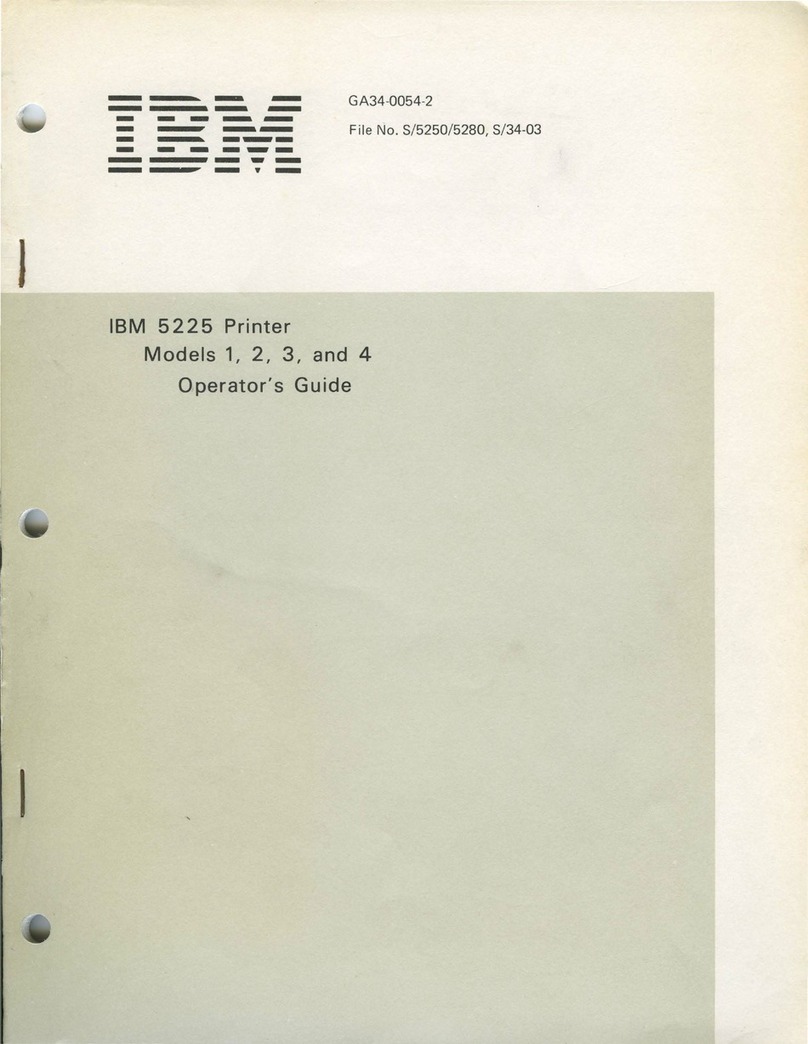 IBM
GA34-0054-2
File No. S/5250/5280, S/34-03
IBM 5225 Printer
Models 1, 2, 3, and 4
Operator's Guide